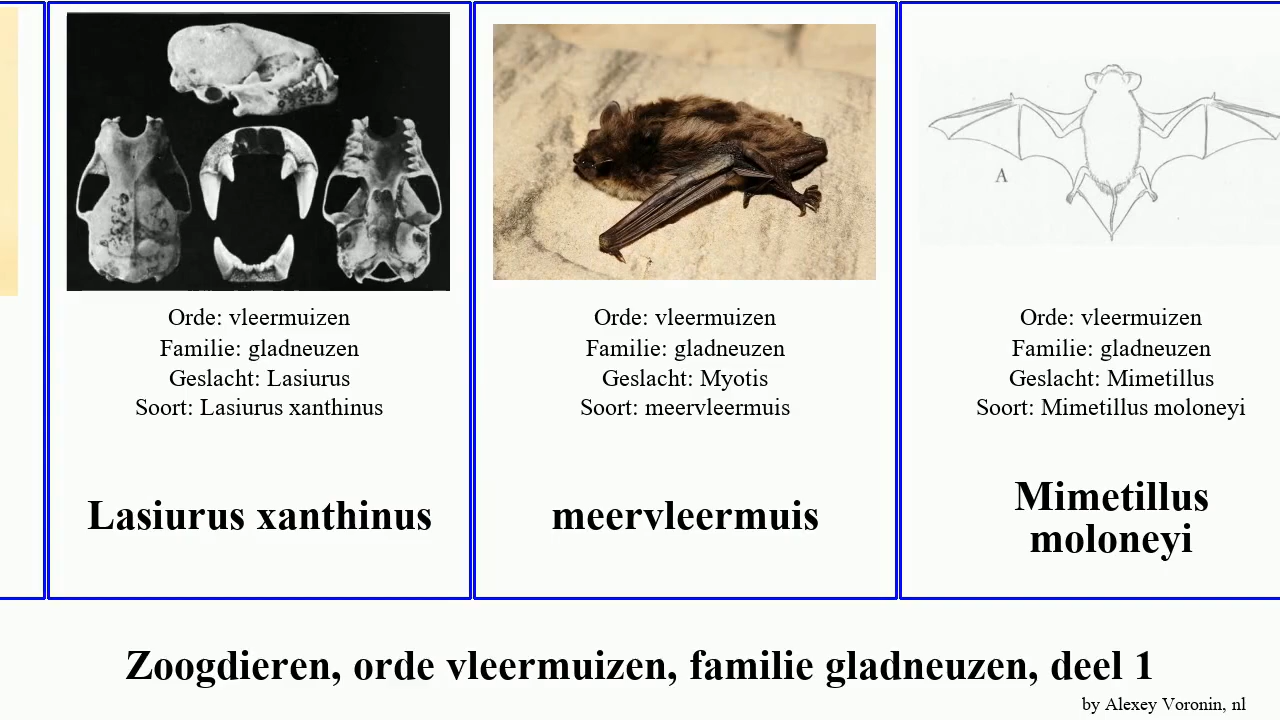 Orde: vleermuizen
Familie: gladneuzen
Geslacht: Lasiurus
Soort: Lasiurus xanthinus
Lasiurus xanthinus
Orde: vleermuizen
Familie: gladneuzen
Geslacht: Myotis
Soort: meervleermuis
meervleermuis
A
Orde: vleermuizen
Familie: gladneuzen
Geslacht: Mimetillus
Soort: Mimetillus moloneyi
Mimetillus
moloneyi
Zoogdieren, orde vleermuizen, familie gladneuzen, deel 1
by Alexey Voronin, nl